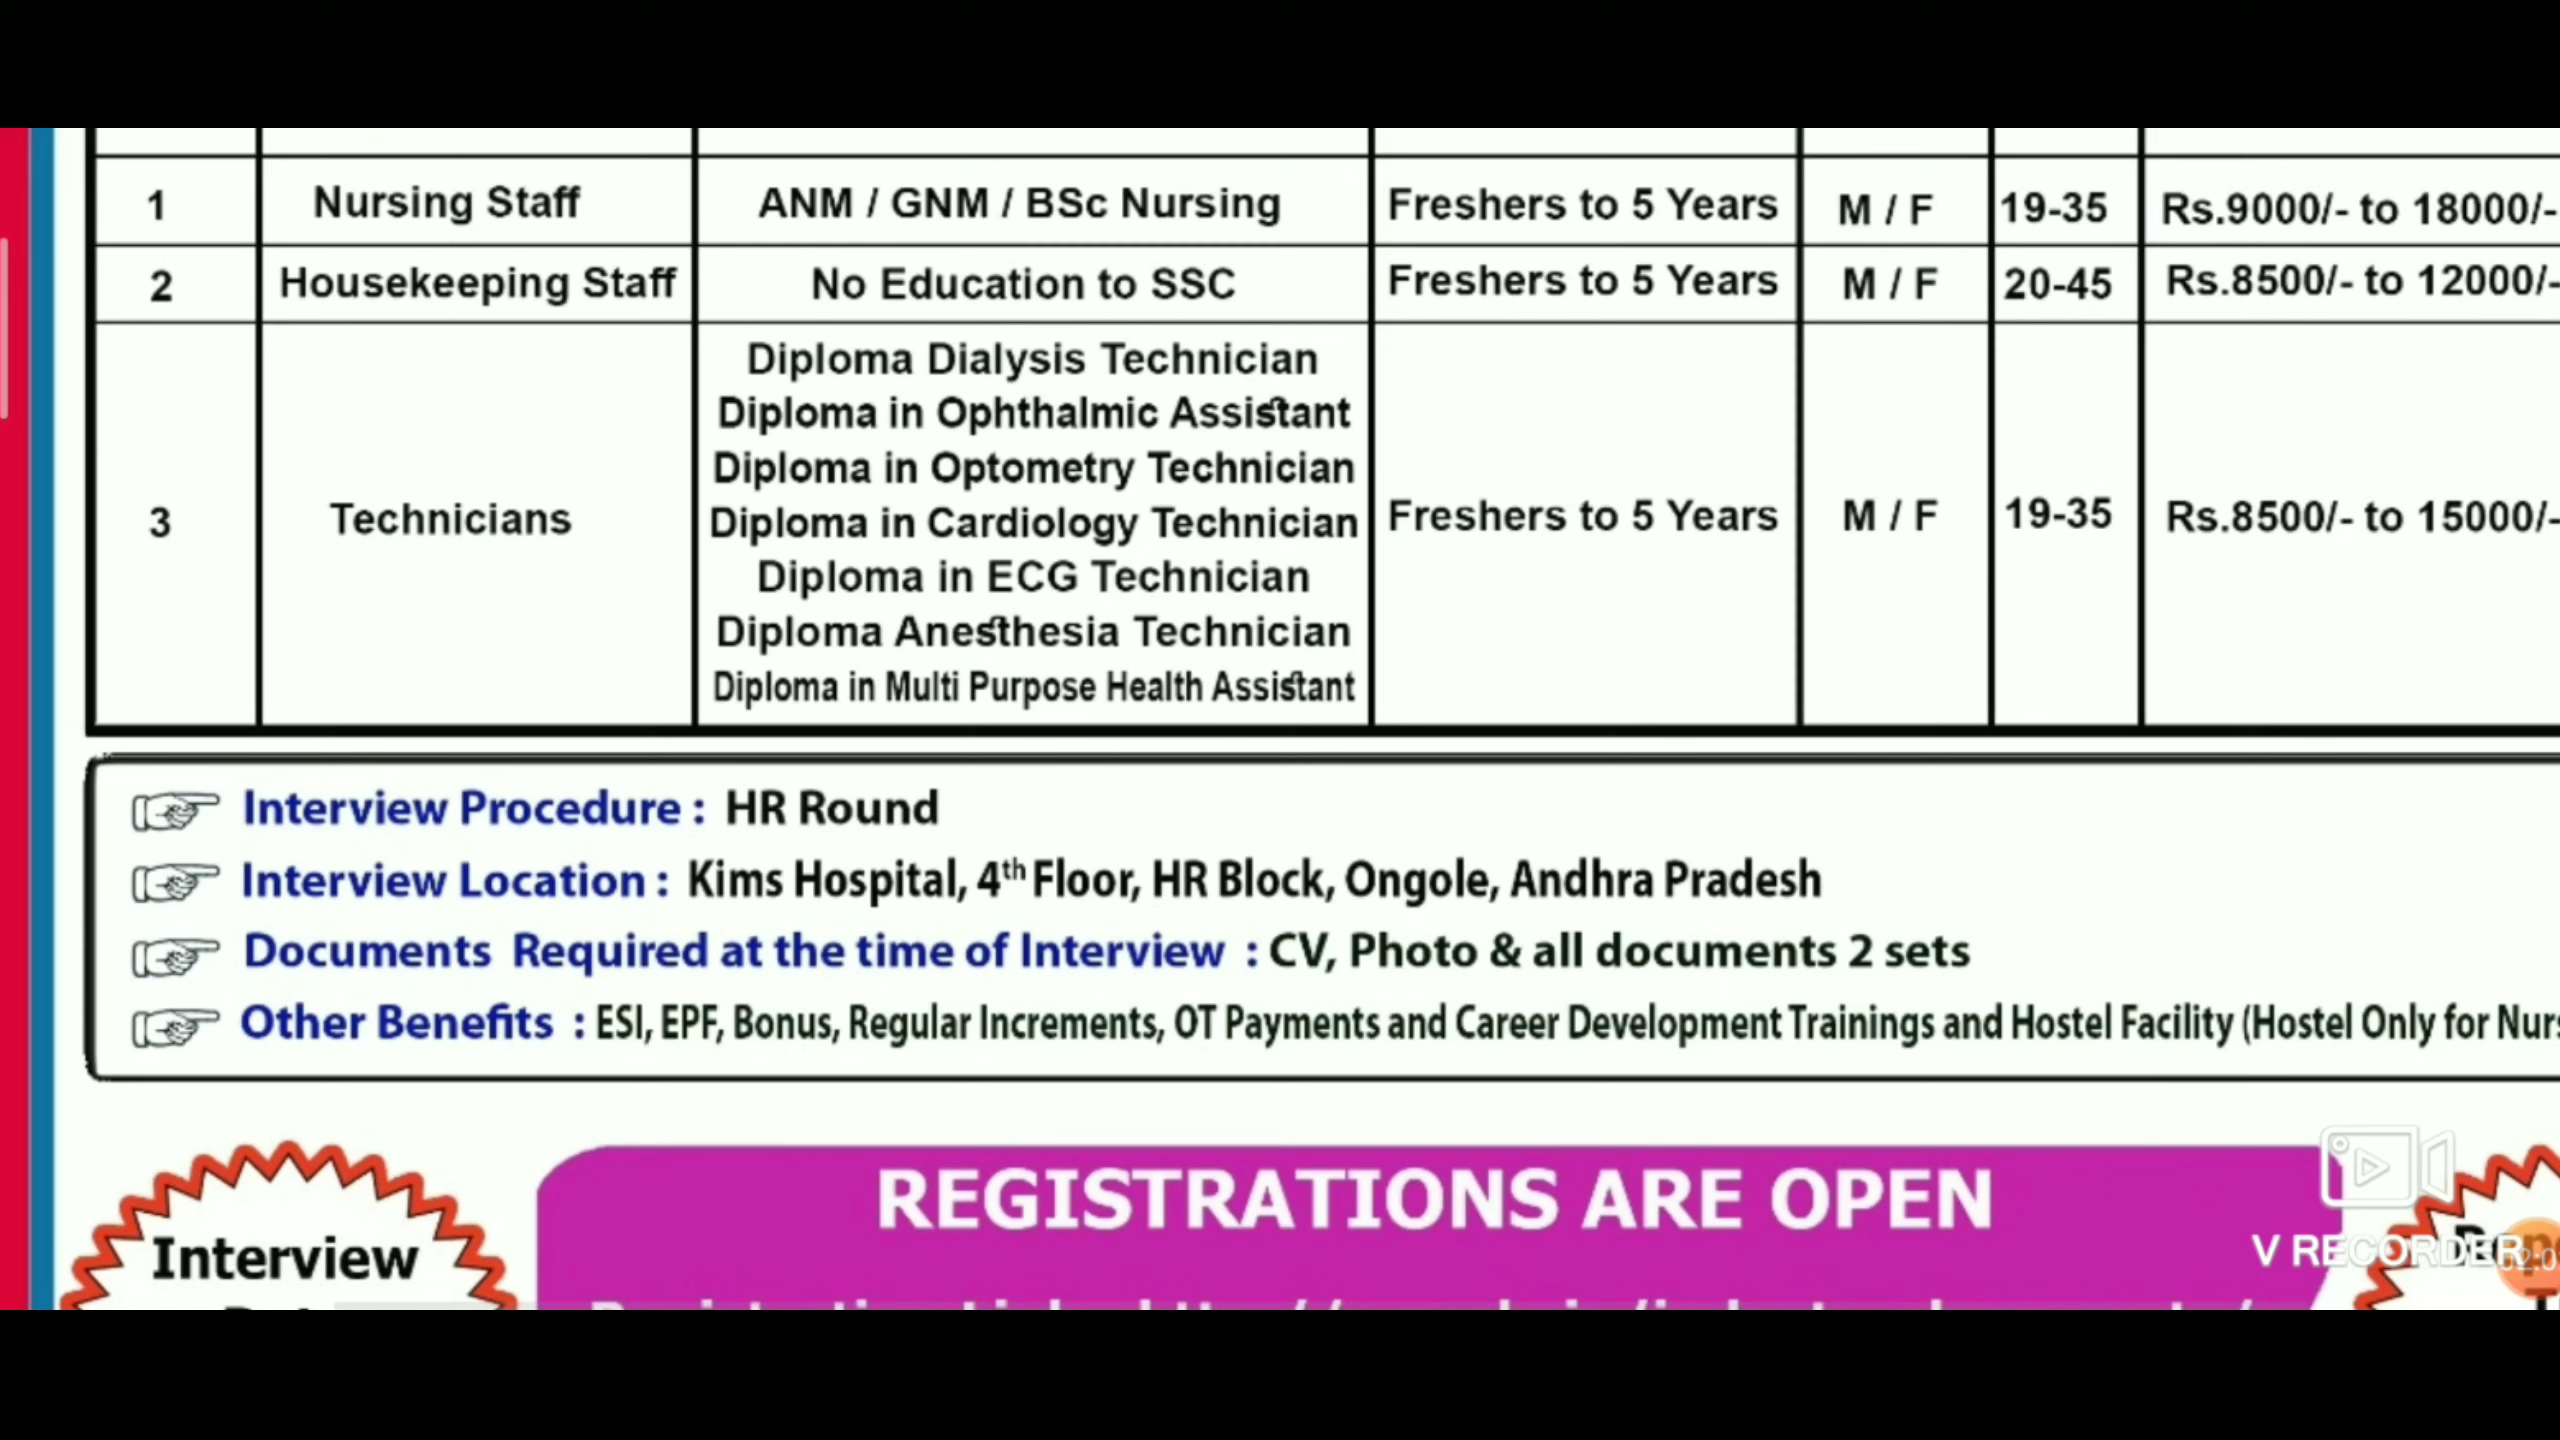 1 Nursing Staff ANM / GNM / BSc Nursing Freshers to 5 Years M / F 19-35 Rs.9000/- to 18000/-
2 Housekeeping Staff No Education to SSC Freshers to 5 Years M / F 20-45 Rs.8500/- to 12000/-
Diploma Dialysis Technician
Diploma in Ophthalmic Assistant
Diploma in Optometry Technician
3 Technicians Diploma in Cardiology Technician Freshers to 5 Years M / F 19-35 Rs.8500/- to 15000/-
Diploma in ECG Technician
Diploma Anesthesia Technician
Diploma in Multi Purpose Health Assistant
Interview Procedure : HR Round
Interview Location : Kims Hospital, 4th Floor, HR Block, Ongole, Andhra Pradesh
Documents Required at the time of Interview : CV, Photo & all documents 2 sets
Other Benefits : ESI, EPF, Bonus, Regular Increments, OT Payments and Career Development Trainings and Hostel Facility (Hostel Only for
REGISTRATIONS ARE OPEN
Interview
V RECORDER